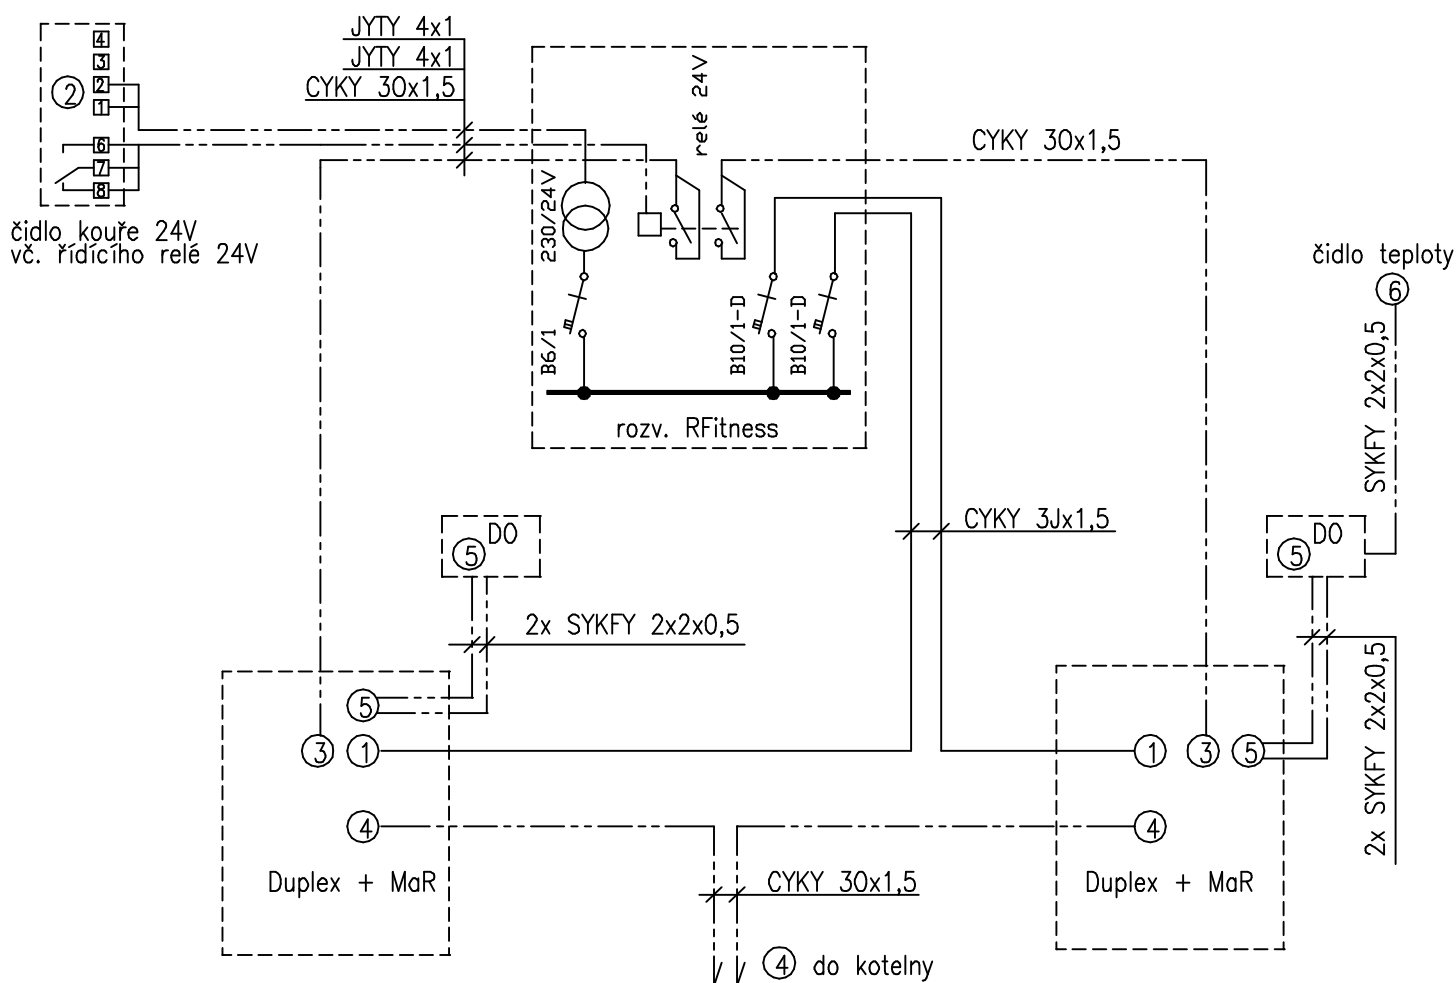 JYTY 4x1
JYTY 4x1
CYKY 3Ox1,5
4
3
2
1
6
7
8
2
čidlo kouře 24V
vč. řídícího relé 24V
relé 24V
230/24V
B6/1
B10/1-D
B10/1-D
rozv. RFitness
CYKY 3Ox1,5
čidlo teploty
6
SYKFY 2x2x0,5
CYKY 3Jx1,5
DO
5
2x SYKFY 2x2x0,5
DO
5
2x SYKFY 2x2x0,5
5
3
1
4
Duplex + MaR
1
3
5
4
Duplex + MaR
CYKY 3Ox1,5
4 do kotelny